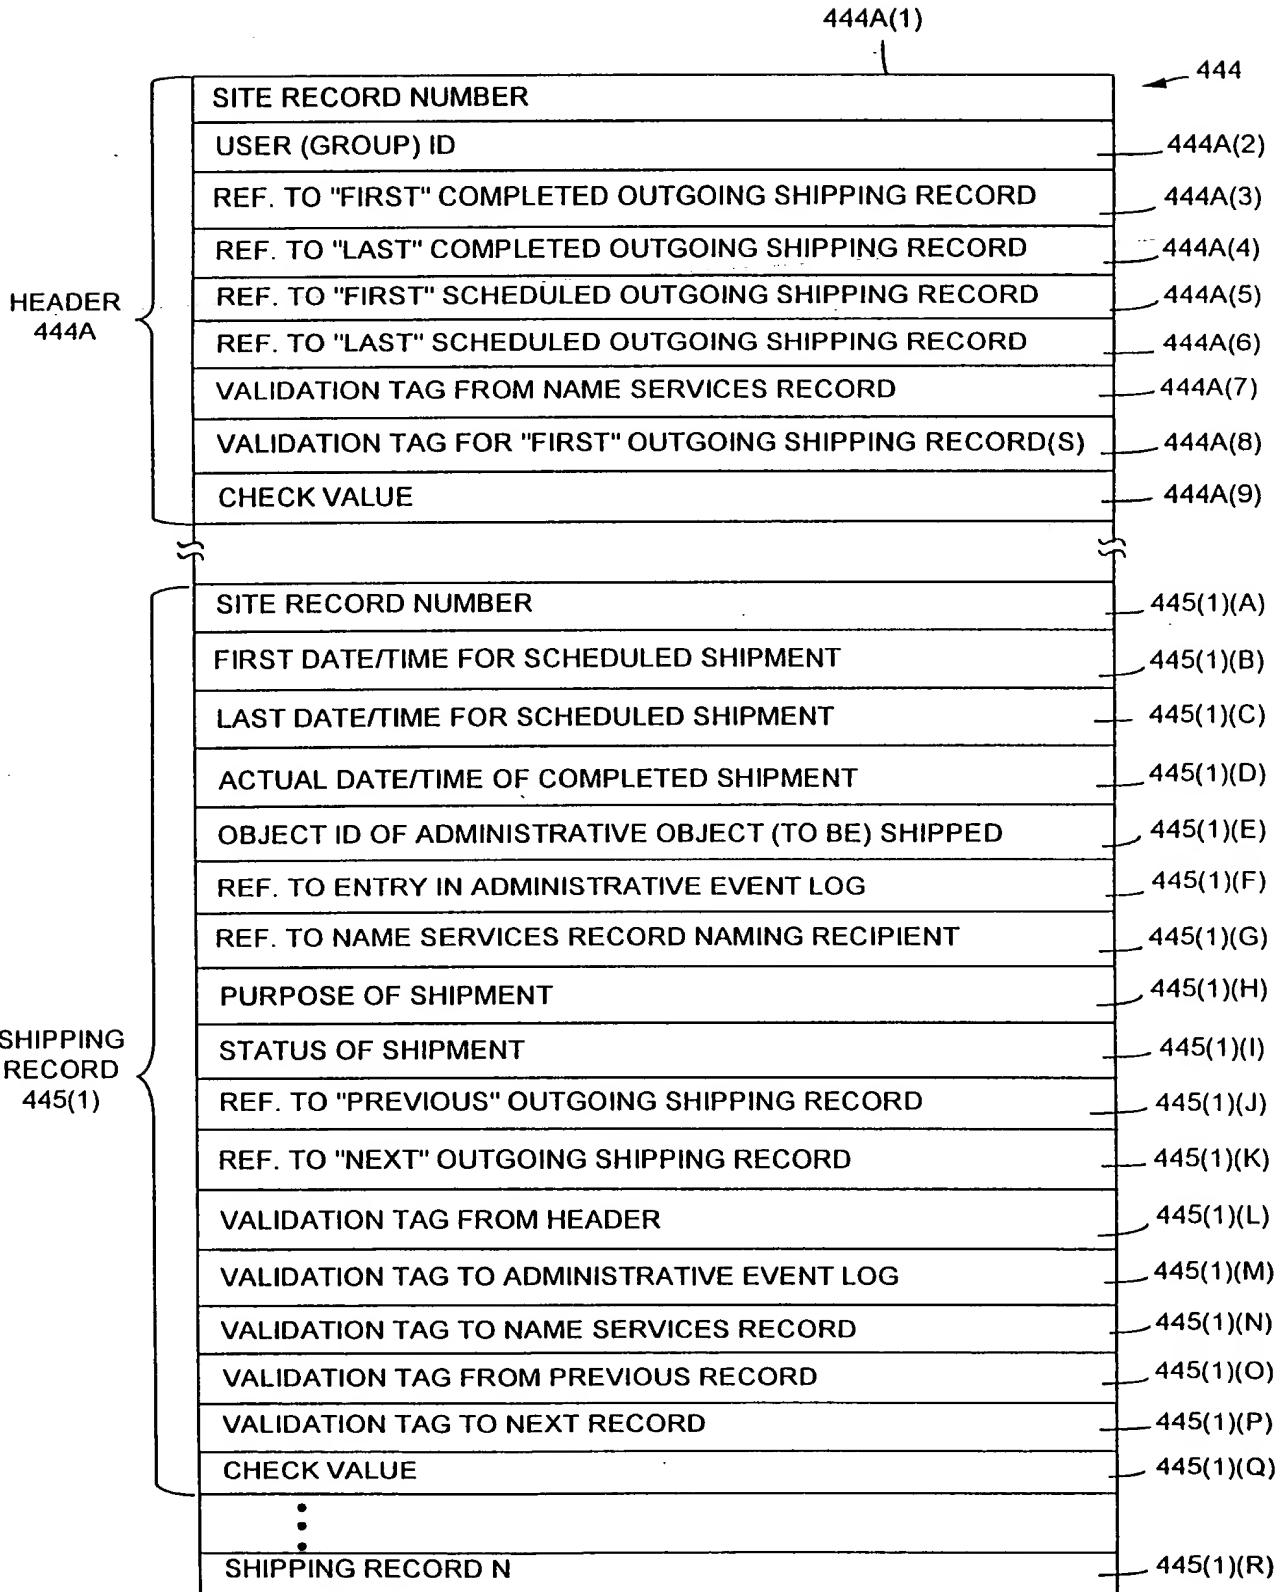 444A(1)
444
SITE RECORD NUMBER
USER (GROUP) ID 444A(2)
REF. TO "FIRST" COMPLETED OUTGOING SHIPPING RECORD 444A(3)
REF. TO "LAST" COMPLETED OUTGOING SHIPPING RECORD 444A(4)
REF. TO "FIRST" SCHEDULED OUTGOING SHIPPING RECORD 444A(5)
HEADER
444A
REF. TO "LAST" SCHEDULED OUTGOING SHIPPING RECORD 444A(6)
VALIDATION TAG FROM NAME SERVICES RECORD 444A(7)
VALIDATION TAG FOR "FIRST" OUTGOING SHIPPING RECORD(S) 444A(8)
CHECK VALUE 444A(9)
SITE RECORD NUMBER 445(1)(A)
FIRST DATE/TIME FOR SCHEDULED SHIPMENT 445(1)(B)
LAST DATE/TIME FOR SCHEDULED SHIPMENT 445(1)(C)
ACTUAL DATE/TIME OF COMPLETED SHIPMENT 445(1)(D)
OBJECT ID OF ADMINISTRATIVE OBJECT (TO BE) SHIPPED 445(1)(E)
REF. TO ENTRY IN ADMINISTRATIVE EVENT LOG 445(1)(F)
REF. TO NAME SERVICES RECORD NAMING RECIPIENT 445(1)(G)
PURPOSE OF SHIPMENT 445(1)(H)
SHIPPING
RECORD
445(1)
STATUS OF SHIPMENT 445(1)(I)
REF. TO "PREVIOUS" OUTGOING SHIPPING RECORD 445(1)(J)
REF. TO "NEXT" OUTGOING SHIPPING RECORD 445(1)(K)
VALIDATION TAG FROM HEADER 445(1)(L)
VALIDATION TAG TO ADMINISTRATIVE EVENT LOG 445(1)(M)
VALIDATION TAG TO NAME SERVICES RECORD 445(1)(N)
VALIDATION TAG FROM PREVIOUS RECORD 445(1)(O)
VALIDATION TAG TO NEXT RECORD 445(1)(P)
CHECK VALUE 445(1)(Q)
SHIPPING RECORD N 445(1)(R)